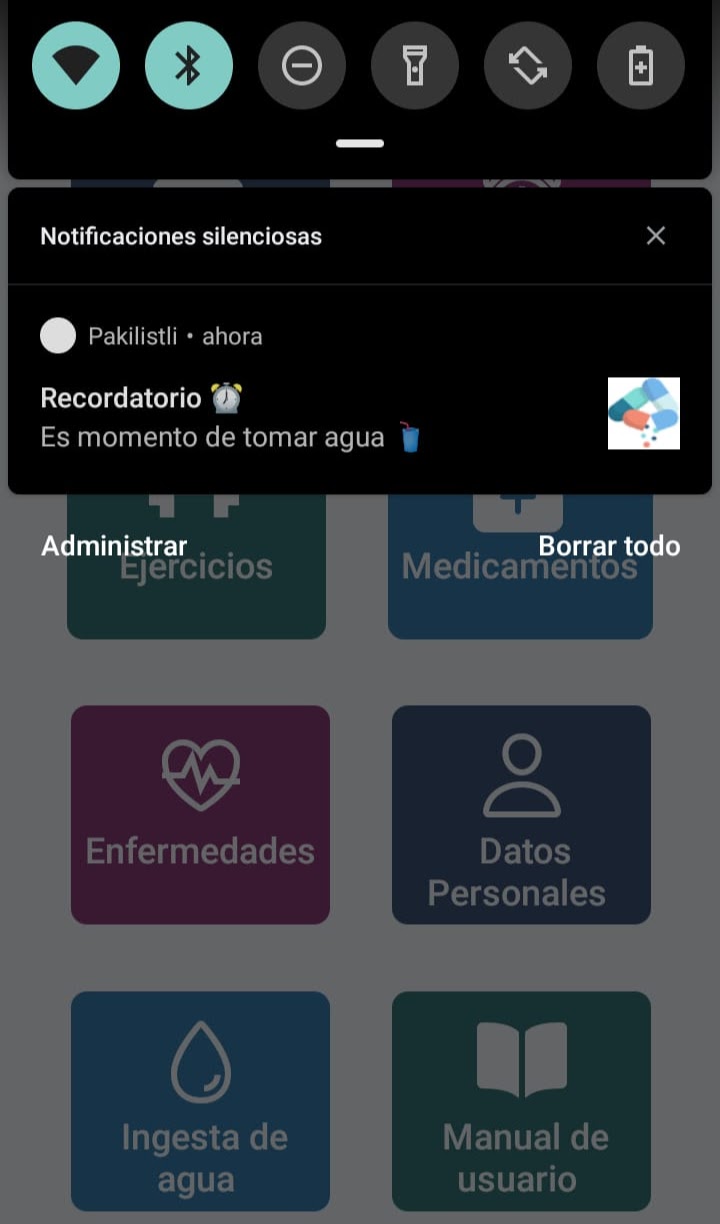 Notificaciones silenciosas
Pakilistli • ahora
Recordatorio ⏰
Es momento de tomar agua 🥤
Administrar
Borrar todo
Ejercicios
Medicamentos
Enfermedades
Datos
Personales
Ingesta de
agua
Manual de
usuario